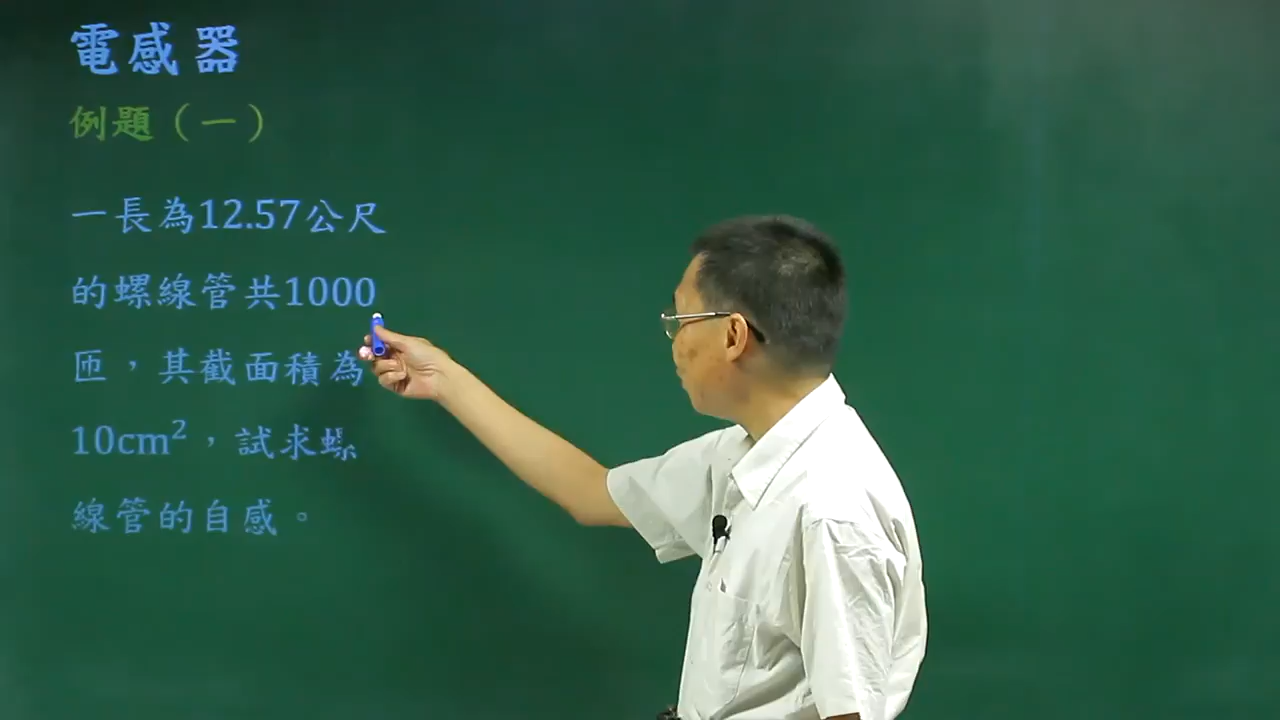 電感器
例題（一）
一長為12.57公尺
的螺線管共1000
匝，其截面積為
10cm²，試求螺
線管的自感。